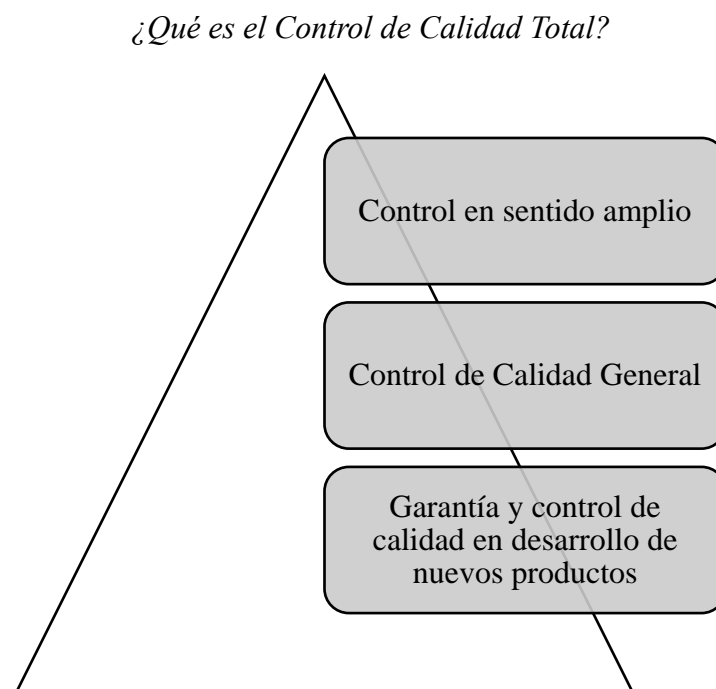 ¿Qué es el Control de Calidad Total?
Control en sentido amplio
Control de Calidad General
Garantía y control de
calidad en desarrollo de
nuevos productos